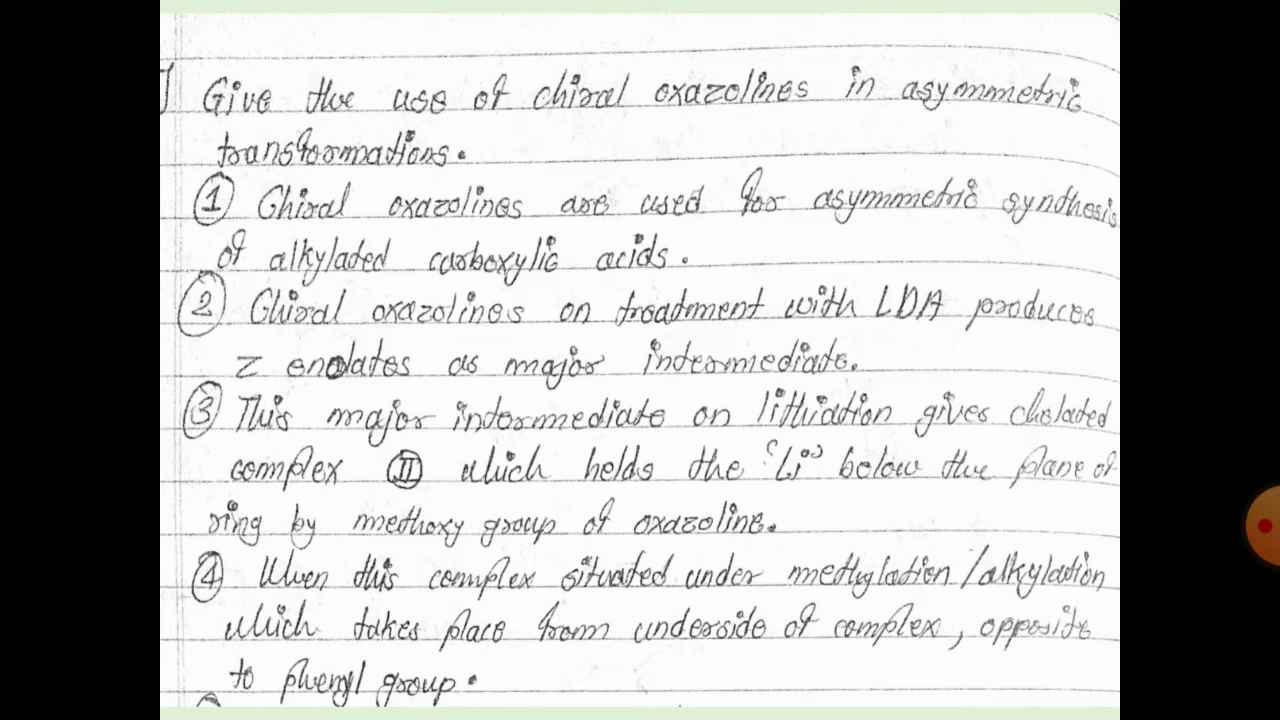 Give the use of chiral oxazolines in asymmetric
transformations.
① Chiral oxazolines are used for asymmetric synthesis
of alkylated carboxylic acids.
② Chiral oxazolines on treatment with LDA produces
Z enolates as major intermediate.
③ This major intermediate on lithiation gives chelated
complex Ⅱ which helds the "Li" below the plane of
ring by methoxy group of oxazoline.
④ When this complex situated under methylation/alkylation
which takes place from underside of complex, opposite
to phenyl group.